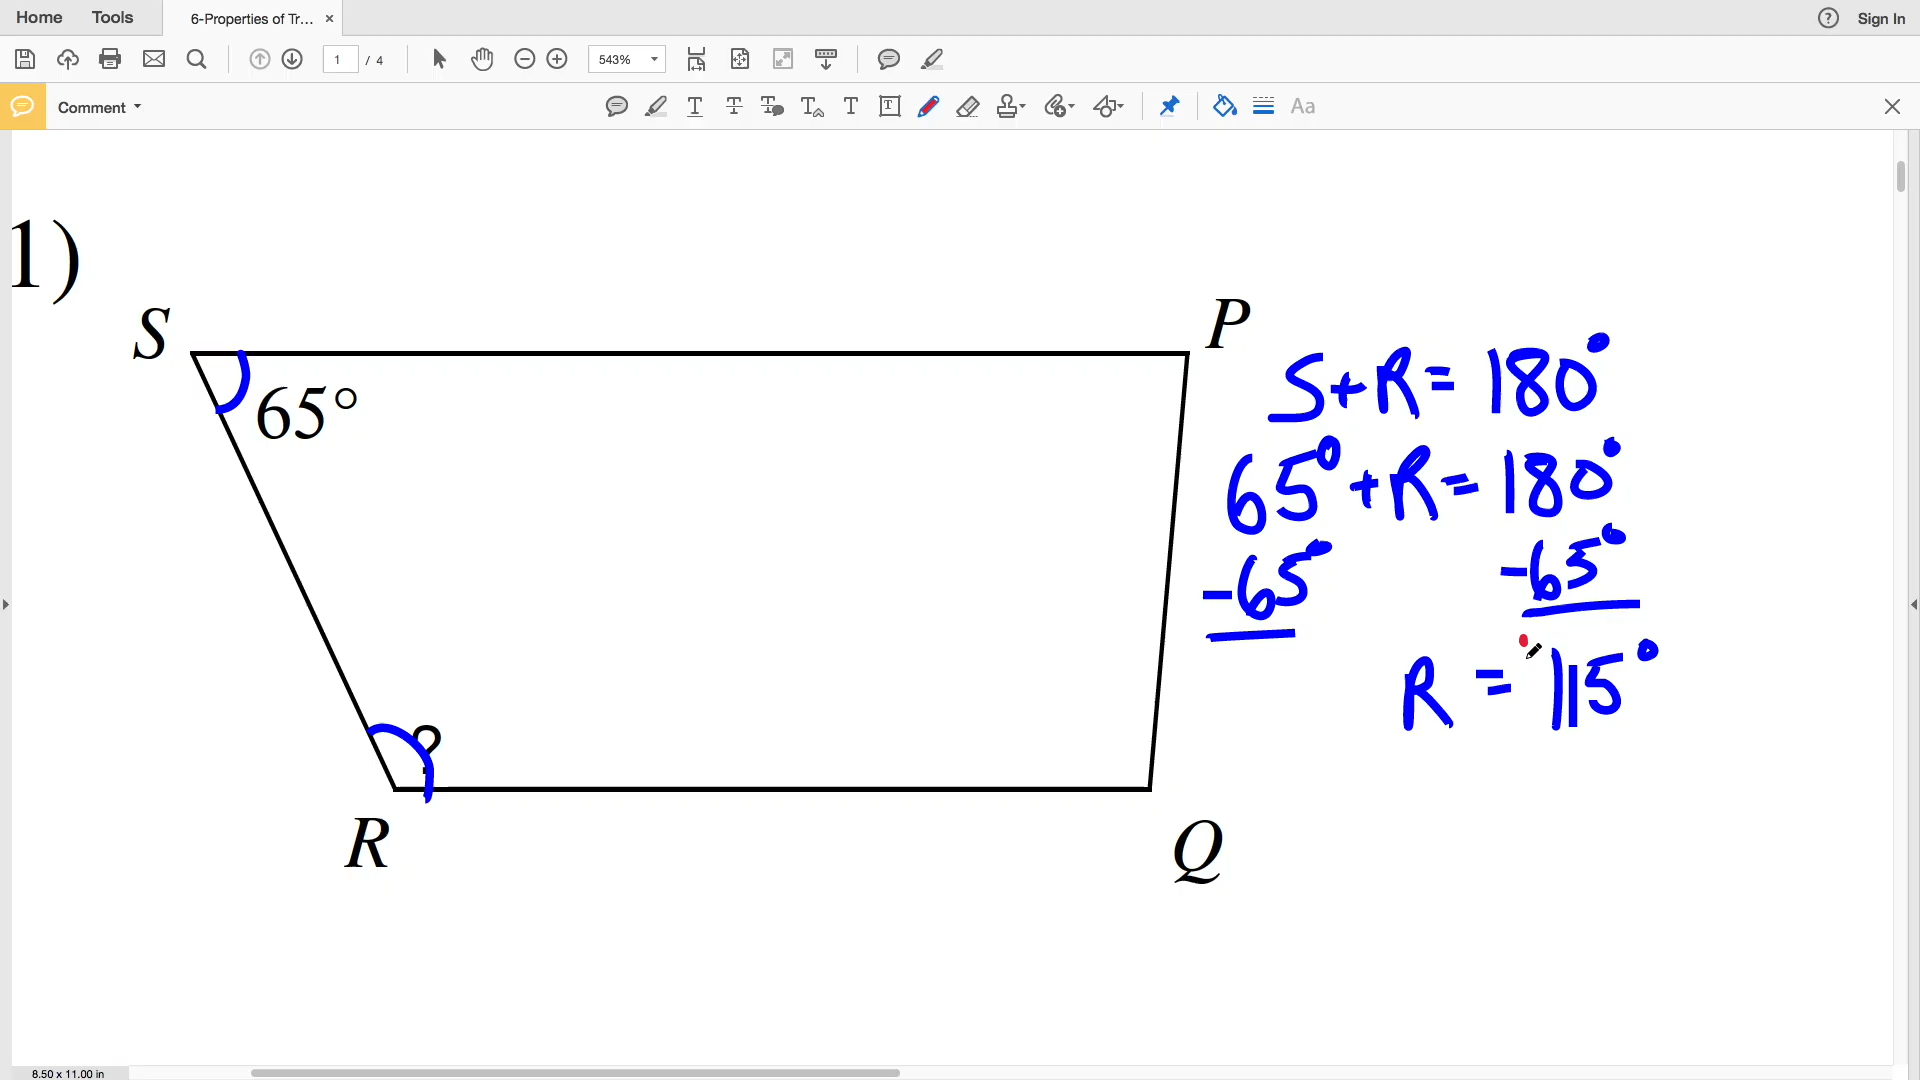 Home Tools 6-Properties of Tr... × ? Sign In
1 / 4 543%
Comment T T T T T T Aa
1)
S P
65°
S+R=180°
65°+R=180°
-65° -65°
R = 115°
?
R Q
8.50 x 11.00 in